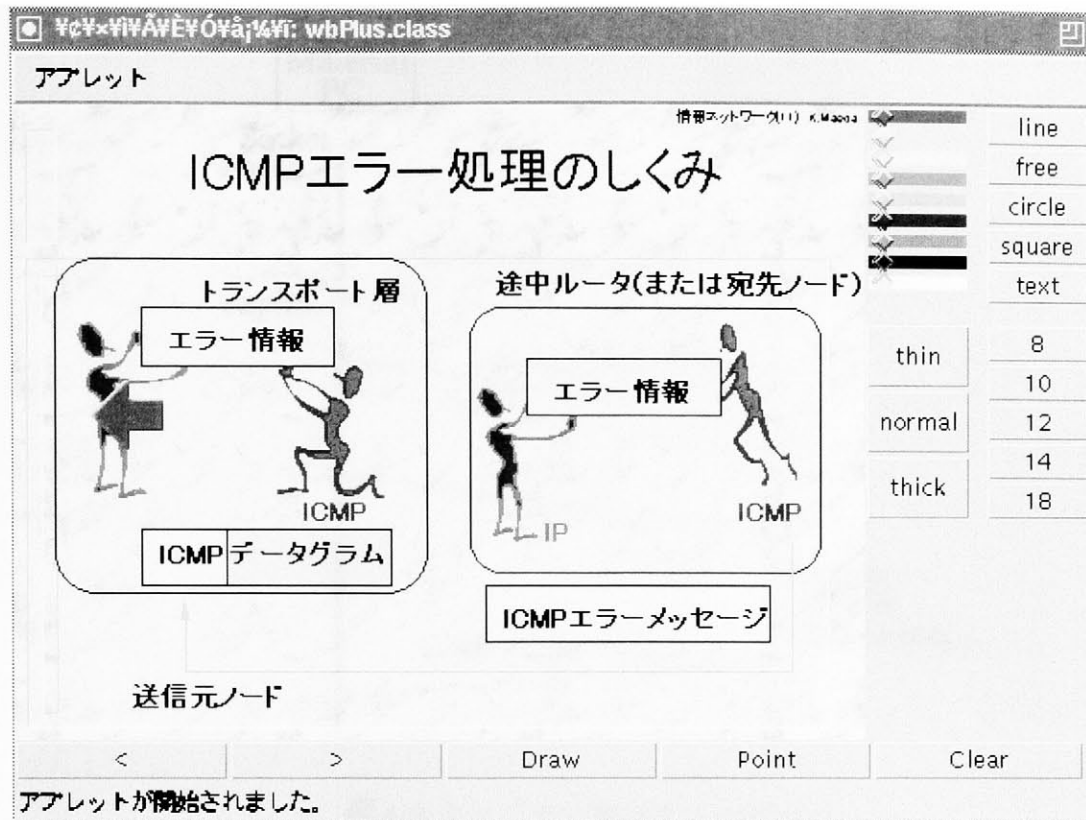 ¥¢¥×¥ì¥Ã¥È¥Ó¥å¡¼¥ï: wbPlus.class
アプレット
情報ネットワーク(11) K.Maeda
ICMPエラー処理のしくみ
トランスポート層
エラー情報
ICMP
ICMP データグラム
送信元ノード
途中ルータ(または宛先ノード)
エラー情報
IP
ICMP
ICMPエラーメッセージ
line
free
circle
square
text
thin
normal
thick
8
10
12
14
18
< > Draw Point Clear
アプレットが開始されました。